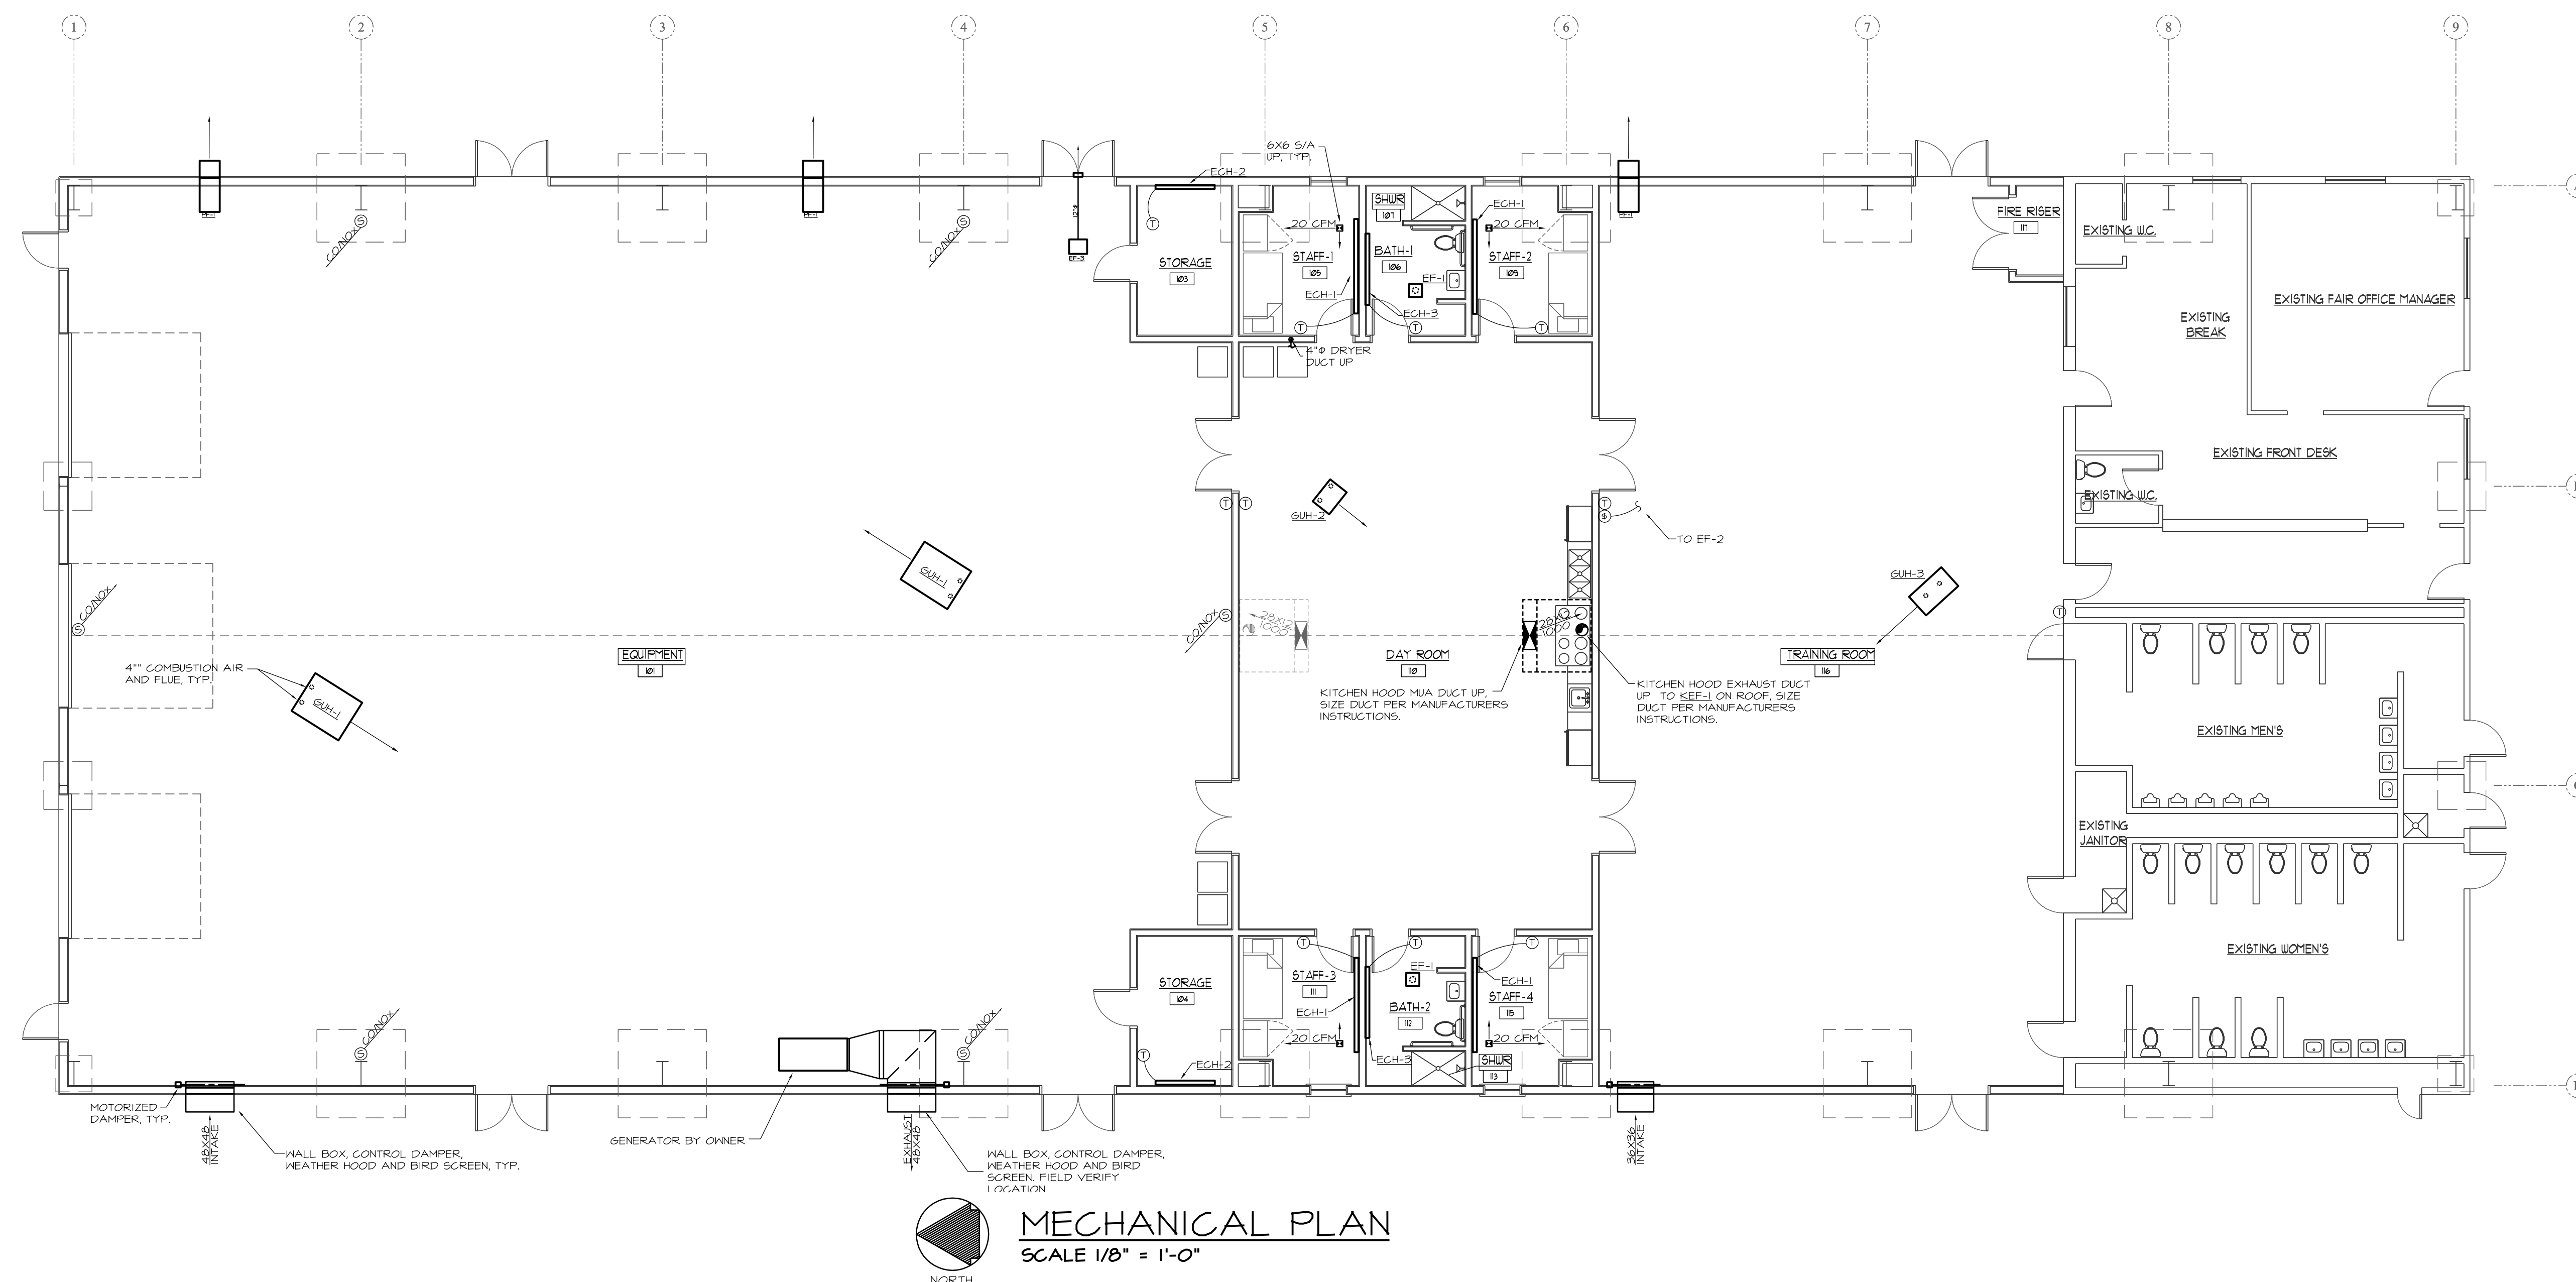 1
2
3
4
5
6
7
8
9
6X6 S/A
UP, TYP.
ECH-2
12"Φ
EF-3
CO/NOX
CO/NOX
STORAGE
103
20 CFM
STAFF-1
105
ECH-1
SHWR
107
BATH-1
106
EF-1
ECH-3
ECH-1
20 CFM
STAFF-2
109
4"Φ DRYER
DUCT UP
FIRE RISER
117
EXISTING W.C.
EXISTING
BREAK
EXISTING FAIR OFFICE MANAGER
EXISTING FRONT DESK
EXISTING W.C.
T
T
T
T
T
T
T
T
S
S
S
S
$
GUH-2
TO EF-2
GUH-1
GUH-3
CO/NOX
CO/NOX
28X12
1000
28X12
1000
4"" COMBUSTION AIR
AND FLUE, TYP.
GUH-1
EQUIPMENT
101
DAY ROOM
110
TRAINING ROOM
116
KITCHEN HOOD MUA DUCT UP,
SIZE DUCT PER MANUFACTURERS
INSTRUCTIONS.
KITCHEN HOOD EXHAUST DUCT
UP TO KEF-1 ON ROOF, SIZE
DUCT PER MANUFACTURERS
INSTRUCTIONS.
EXISTING MEN'S
EXISTING
JANITOR
EXISTING WOMEN'S
T
T
T
T
S
S
STORAGE
104
ECH-2
STAFF-3
111
ECH-1
20 CFM
EF-1
BATH-2
112
ECH-3
ECH-1
STAFF-4
115
20 CFM
SHWR
113
CO/NOX
CO/NOX
MOTORIZED
DAMPER, TYP.
48X48
INTAKE
WALL BOX, CONTROL DAMPER,
WEATHER HOOD AND BIRD SCREEN, TYP.
GENERATOR BY OWNER
EXHAUST
48X48
WALL BOX, CONTROL DAMPER,
WEATHER HOOD AND BIRD
SCREEN. FIELD VERIFY
LOCATION.
36X36
INTAKE
MECHANICAL PLAN
SCALE 1/8" = 1'-0"
NORTH